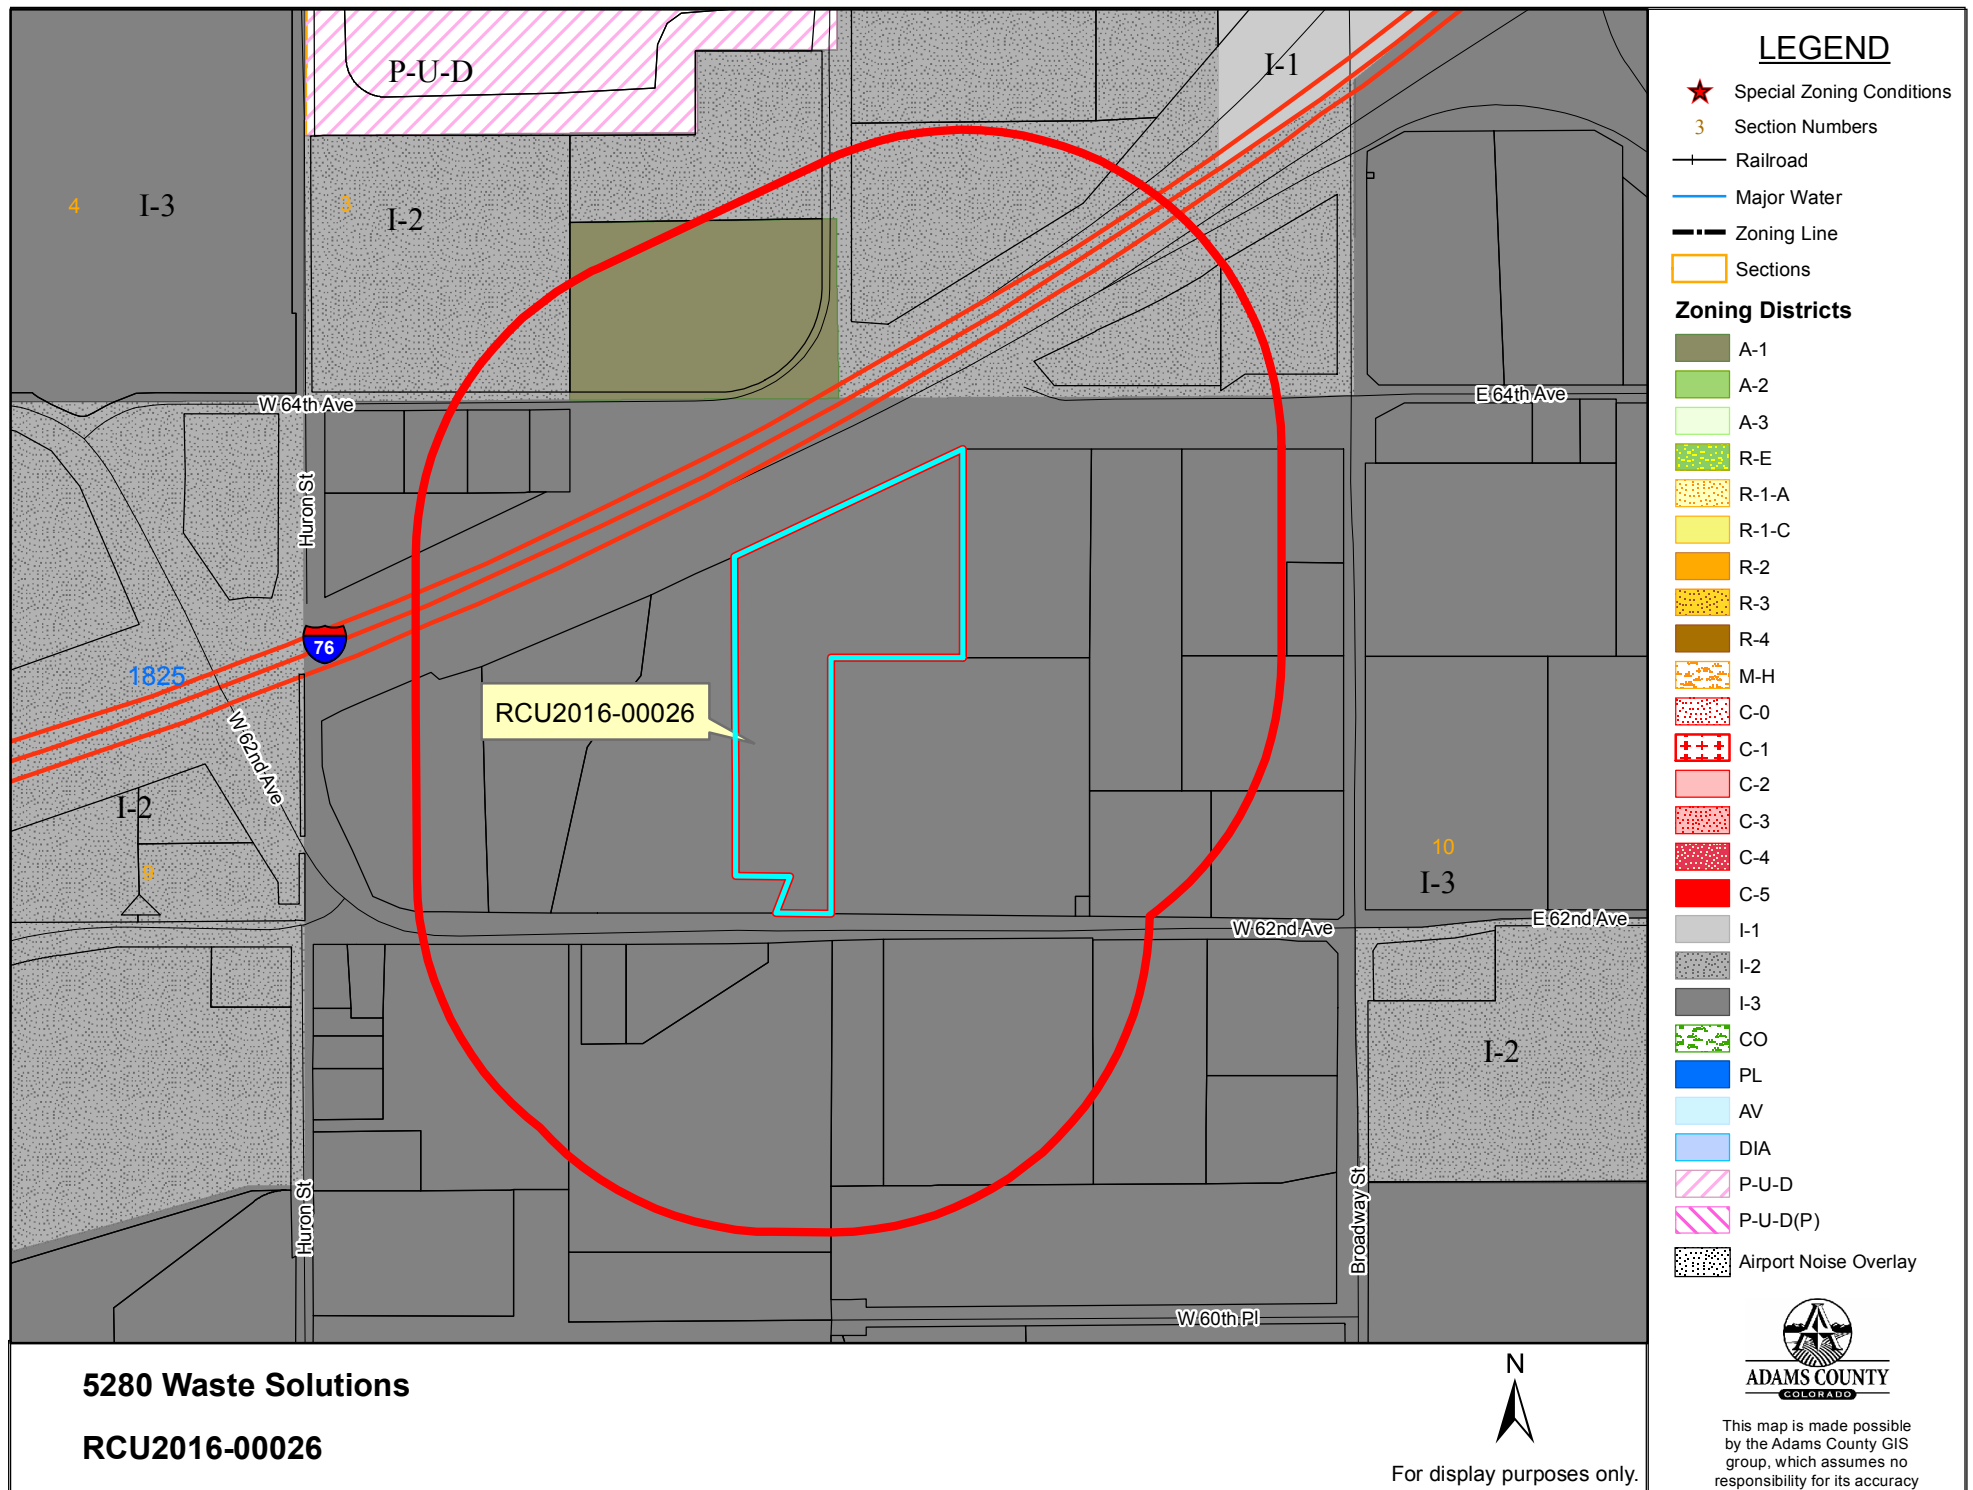 P-U-D
I-1
4
I-3
3
I-2
W 64th Ave
E 64th Ave
Huron St
76
1825
RCU2016-00026
W 62nd Ave
I-2
9
10
I-3
W 62nd Ave
E 62nd Ave
I-2
Huron St
Broadway St
W 60th Pl
LEGEND
Special Zoning Conditions
3 Section Numbers
Railroad
Major Water
Zoning Line
Sections
Zoning Districts
A-1
A-2
A-3
R-E
R-1-A
R-1-C
R-2
R-3
R-4
M-H
C-0
C-1
C-2
C-3
C-4
C-5
I-1
I-2
I-3
CO
PL
AV
DIA
P-U-D
P-U-D(P)
Airport Noise Overlay
ADAMS COUNTY
COLORADO
This map is made possible
by the Adams County GIS
group, which assumes no
responsibility for its accuracy
5280 Waste Solutions
RCU2016-00026
N
For display purposes only.